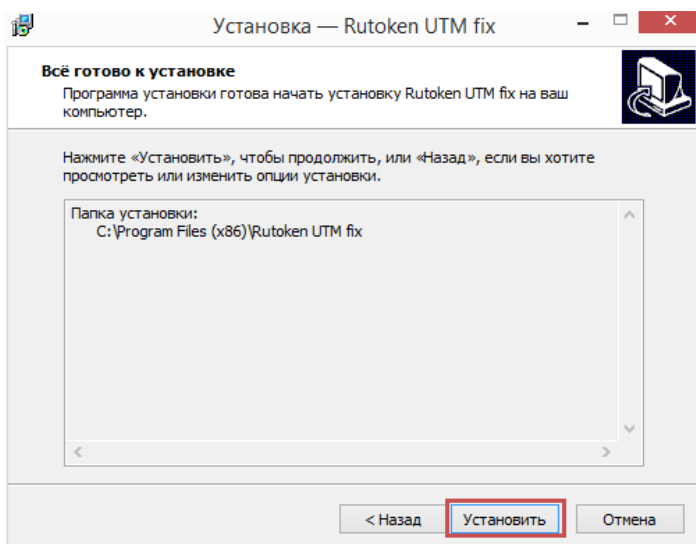 Установка — Rutoken UTM fix
Всё готово к установке
Программа установки готова начать установку Rutoken UTM fix на ваш
компьютер.
Нажмите «Установить», чтобы продолжить, или «Назад», если вы хотите
просмотреть или изменить опции установки.
Папка установки:
C:\Program Files (x86)\Rutoken UTM fix
< Назад
Установить
Отмена